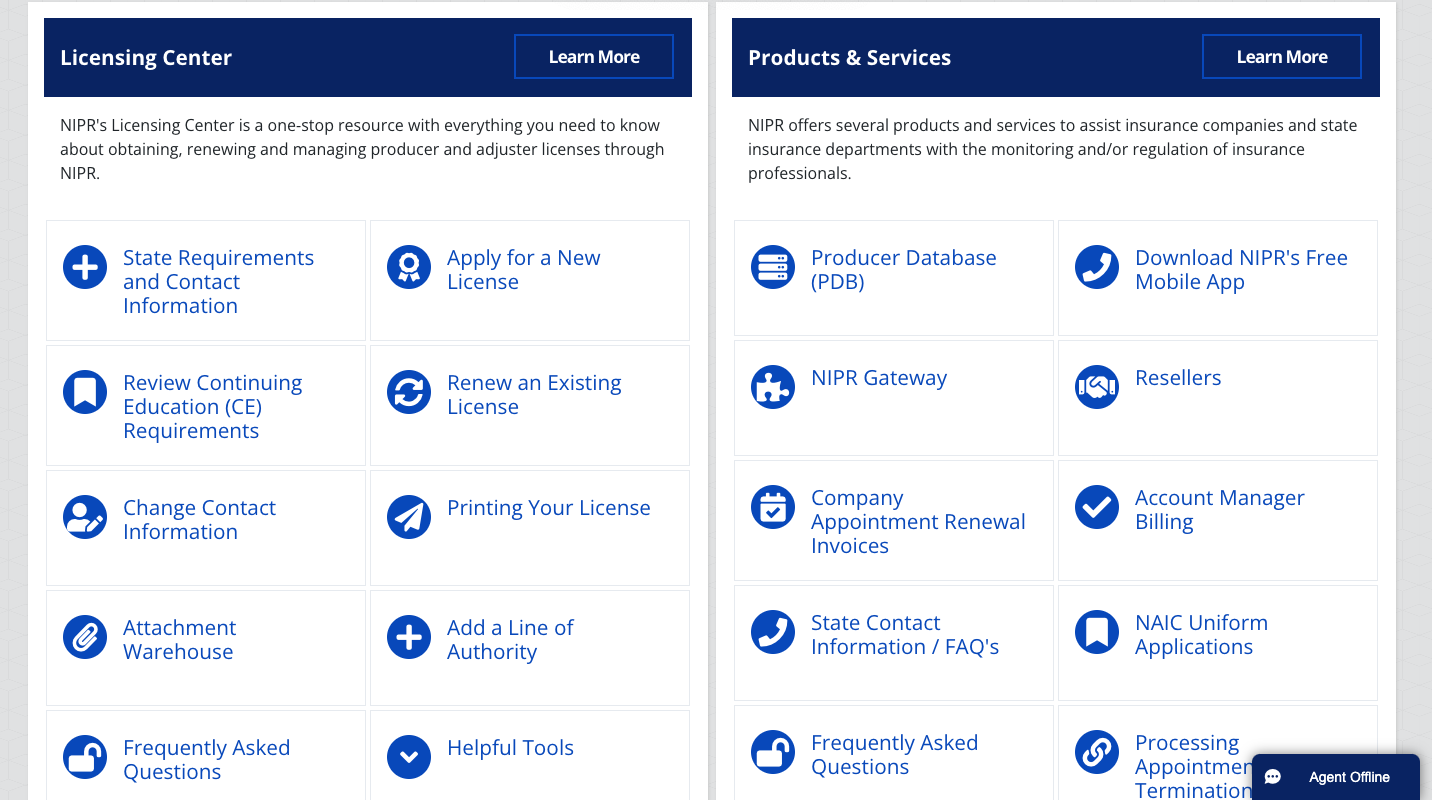 Licensing Center
Learn More
NIPR's Licensing Center is a one-stop resource with everything you need to know
about obtaining, renewing and managing producer and adjuster licenses through
NIPR.
State Requirements
and Contact
Information
Apply for a New
License
Review Continuing
Education (CE)
Requirements
Renew an Existing
License
Change Contact
Information
Printing Your License
Attachment
Warehouse
Add a Line of
Authority
Frequently Asked
Questions
Helpful Tools
Products & Services
Learn More
NIPR offers several products and services to assist insurance companies and state
insurance departments with the monitoring and/or regulation of insurance
professionals.
Producer Database
(PDB)
Download NIPR's Free
Mobile App
NIPR Gateway
Resellers
Company
Appointment Renewal
Invoices
Account Manager
Billing
State Contact
Information / FAQ's
NAIC Uniform
Applications
Frequently Asked
Questions
Processing
Appointmen
Termination
Agent Offline